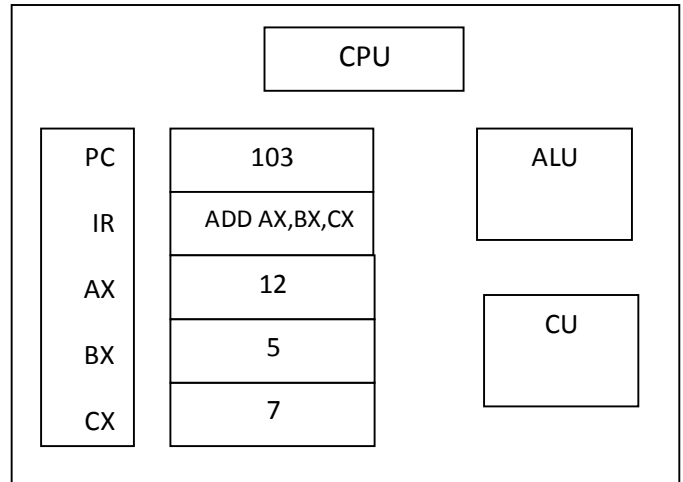 CPU
PC 103 ALU
IR ADD AX,BX,CX
AX 12
CU
BX 5
CX 7